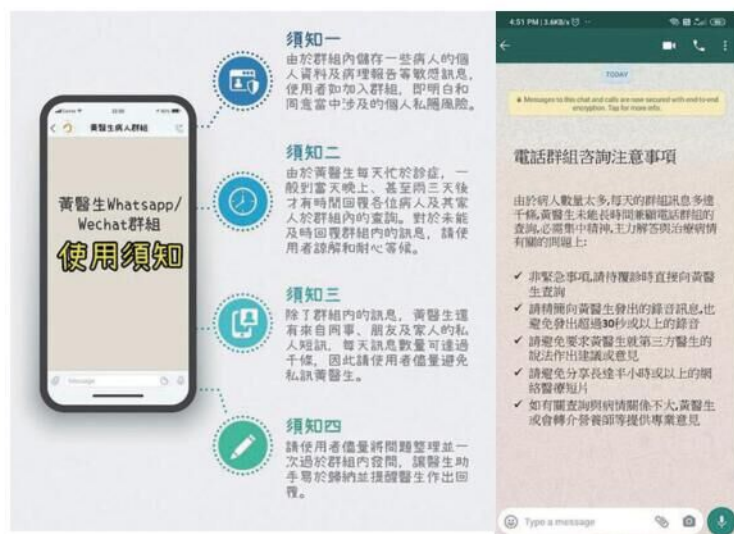 黃醫生病人群組
黃醫生Whatsapp/
Wechat群組
使用須知
Message
須知一
由於群組內儲存一些病人的個
人資料及病理報告等敏感訊息,
使用者如加入群組, 即明白和
同意當中涉及的個人私隱風險。
須知二
由於黃醫生每天忙於診症, 一
般到當天晚上、甚至兩三天後
才有時間回覆各位病人及其家
人於群組內的查詢。對於未能
及時回覆群組內的訊息, 請使
用者諒解和耐心等候。
須知三
除了群組內的訊息, 黃醫生還
有來自同事、朋友及家人的私
人短訊, 每天訊息數量可達過
千條, 因此請使用者儘量避免
私訊黃醫生。
須知四
請使用者儘量將問題整理並一
次過於群組內發問, 讓醫生助
手易於歸納並提醒醫生作出回
覆。
4:51 PM | 3.6KB/s
TODAY
Messages to this chat and calls are now secured with end-to-end
encryption. Tap for more info.
電話群組咨詢注意事項
由於病人數量太多,每天的群組訊息多達
千條,黃醫生未能長時間兼顧電話群組的
查詢,必需集中精神,主力解答與治療病情
有關的問題上:
✓ 非緊急事項,請待覆診時直接向黃醫
生查詢
✓ 請精簡向黃醫生發出的錄音訊息,也
避免發出超過30秒或以上的錄音
✓ 請避免要求黃醫生就第三方醫生的
說法作出建議或意見
✓ 請避免分享長達半小時或以上的網
絡醫療短片
✓ 如有關查詢與病情關係不大,黃醫生
或會轉介營養師等提供專業意見
Type a message